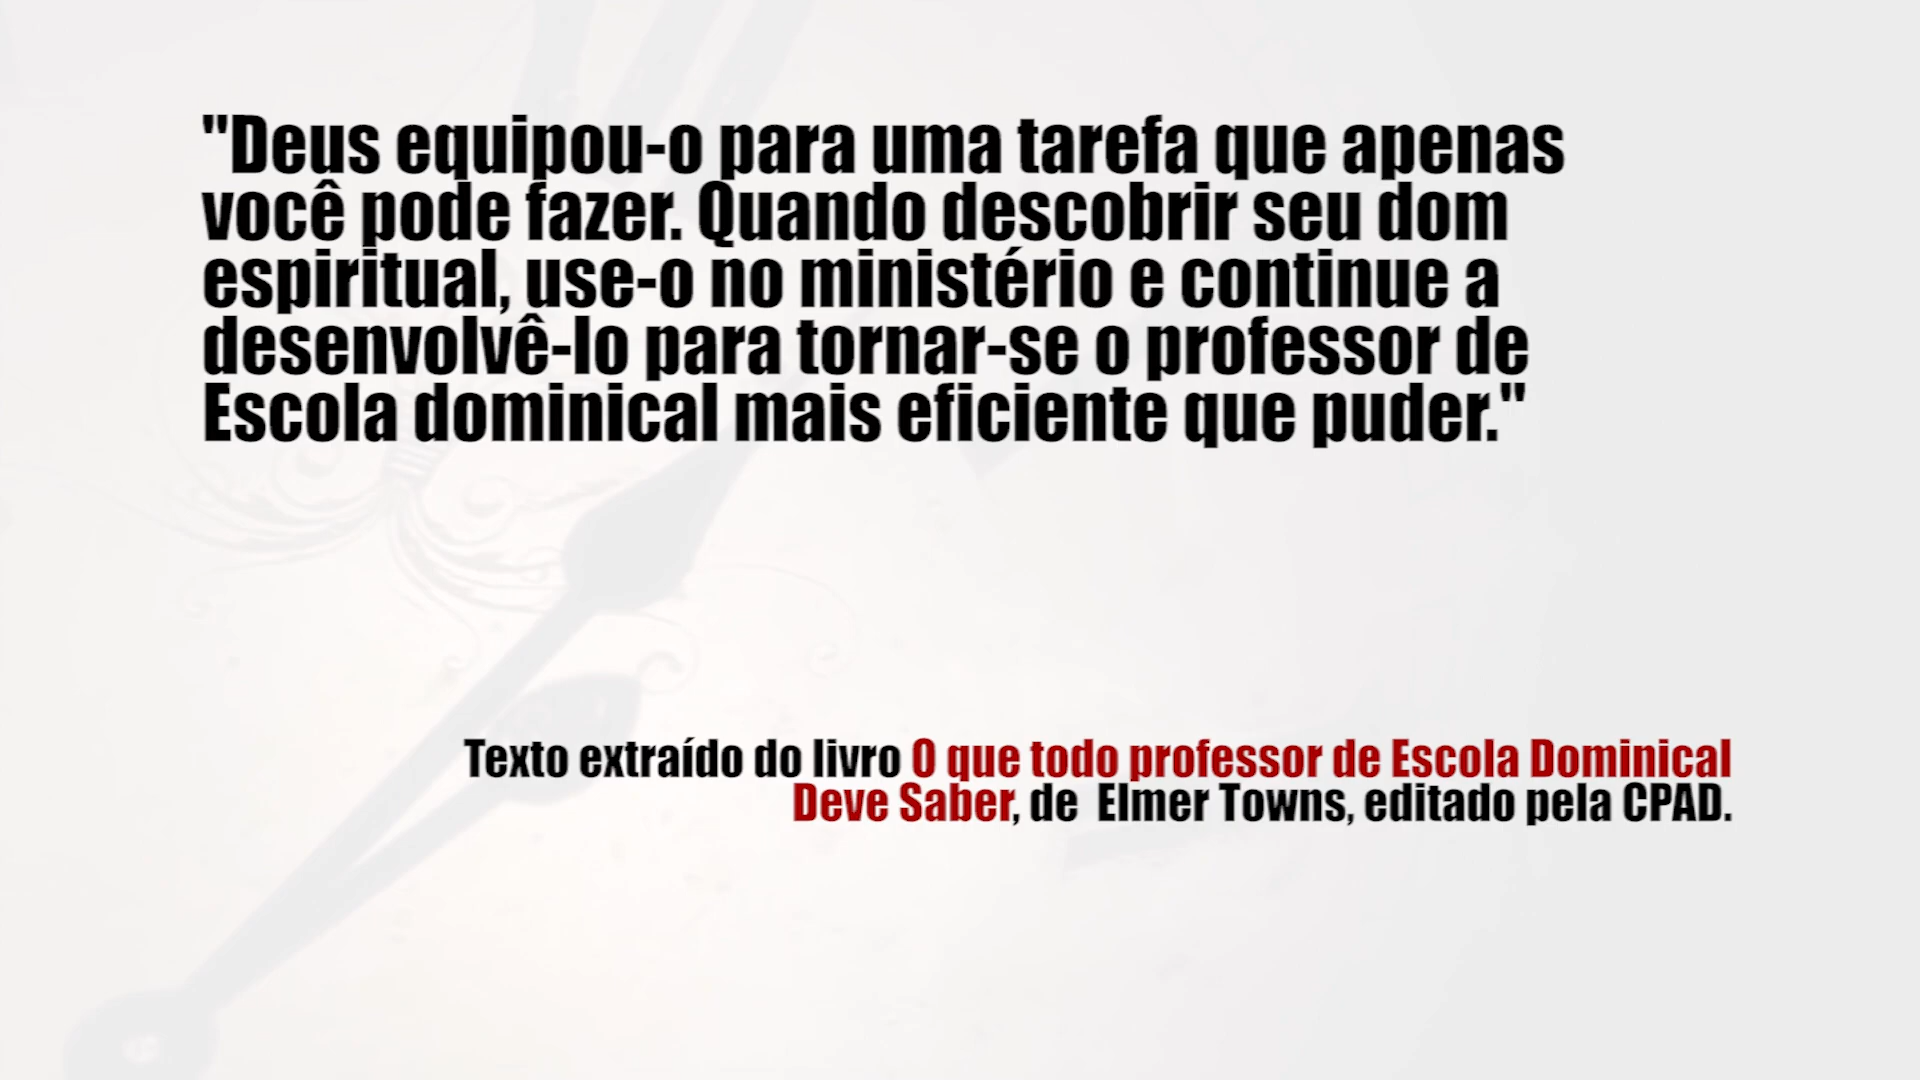 "Deus equipou-o para uma tarefa que apenas
você pode fazer. Quando descobrir seu dom
espiritual, use-o no ministério e continue a
desenvolvê-lo para tornar-se o professor de
Escola dominical mais eficiente que puder."
Texto extraído do livro O que todo professor de Escola Dominical
Deve Saber, de  Elmer Towns, editado pela CPAD.